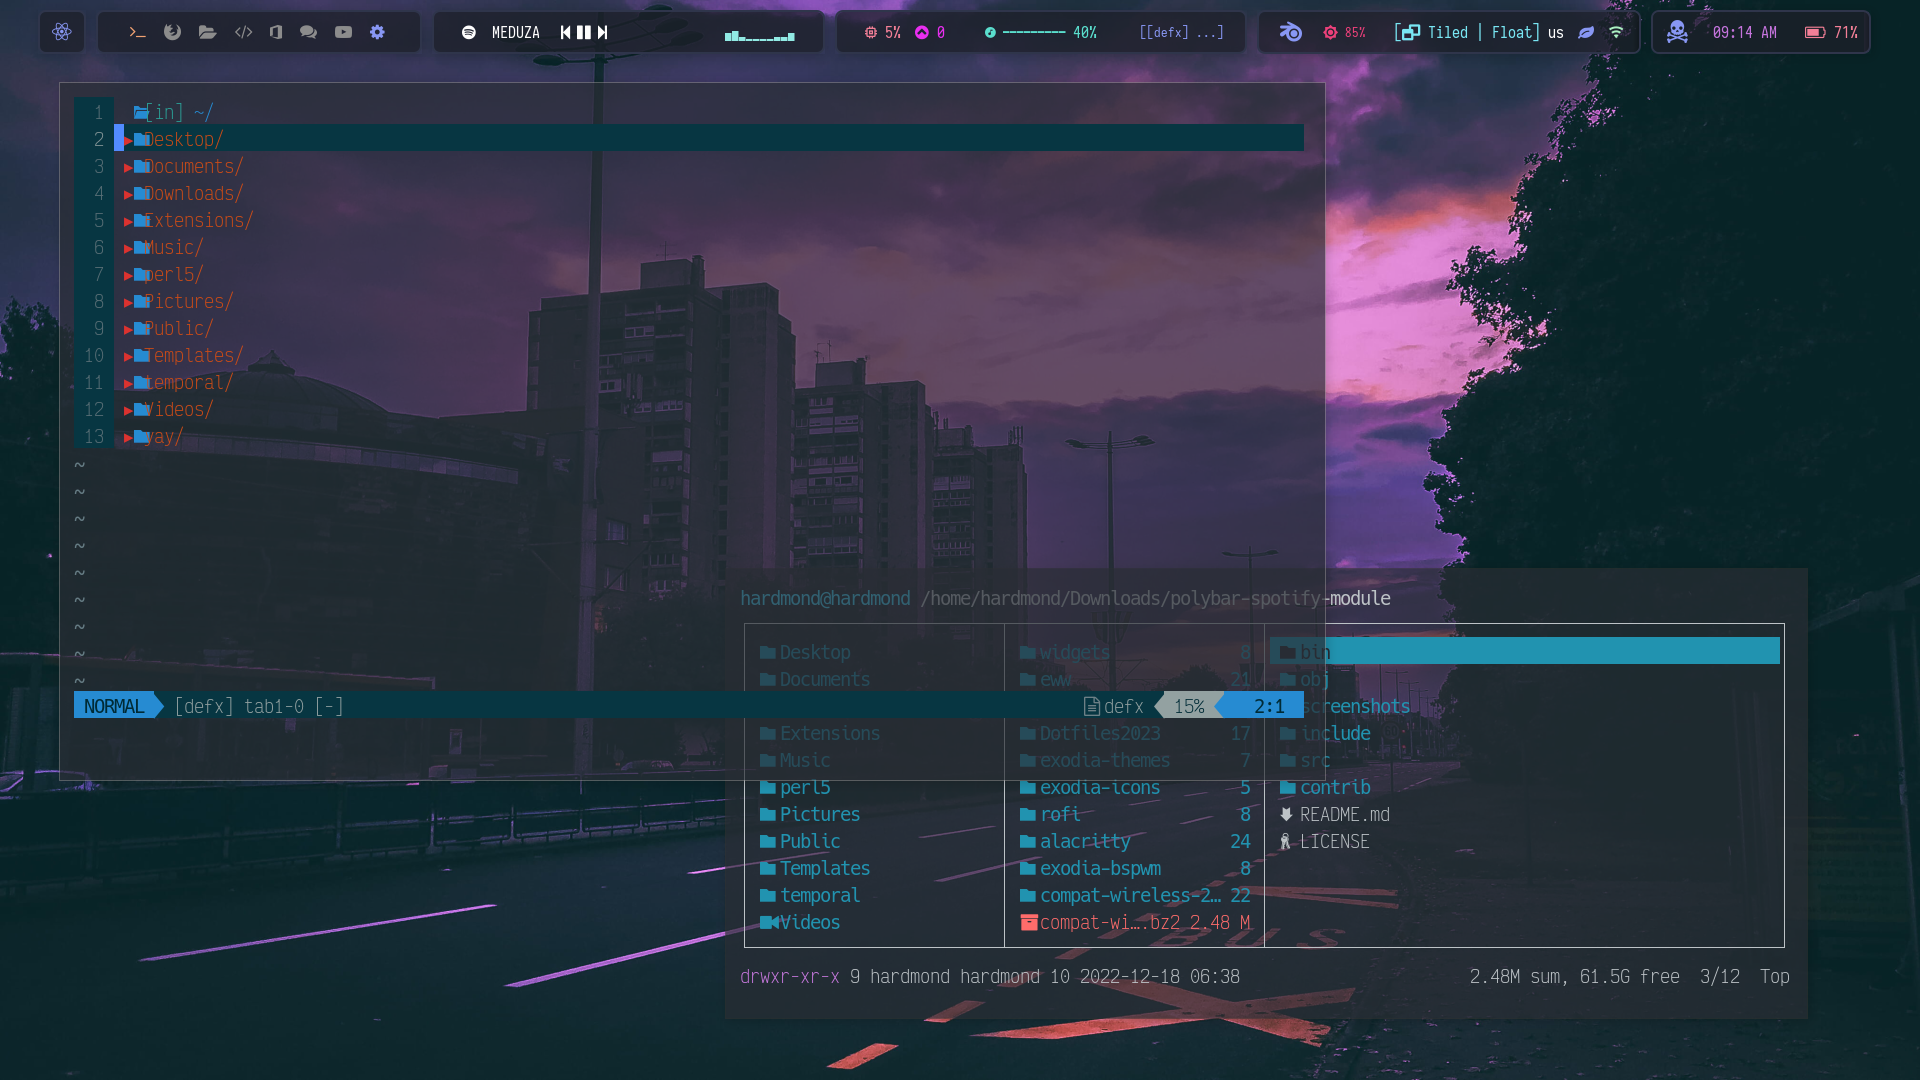 MEDUZA
5% 0
40%
[[defx] ...]
85%
[ Tiled | Float] us
09:14 AM
71%
1 [in] ~/
2 Desktop/
3 Documents/
4 Downloads/
5 Extensions/
6 Music/
7 perl5/
8 Pictures/
9 Public/
10 Templates/
11 temporal/
12 Videos/
13 yay/
~
~
~
~
~
~
~
~
~
NORMAL [defx] tab1-0 [-] defx 15% 2:1
hardmond@hardmond /home/hardmond/Downloads/polybar-spotify-module
Desktop widgets 8 bin
Documents eww 21 obj
screenshots
Extensions Dotfiles2023 17 include
Music exodia-themes 7 src
perl5 exodia-icons 5 contrib
Pictures rofi 8 README.md
Public alacritty 24 LICENSE
Templates exodia-bspwm 8
temporal compat-wireless-2… 22
Videos compat-wi….bz2 2.48 M
drwxr-xr-x 9 hardmond hardmond 10 2022-12-18 06:38 2.48M sum, 61.5G free 3/12 Top
BUS